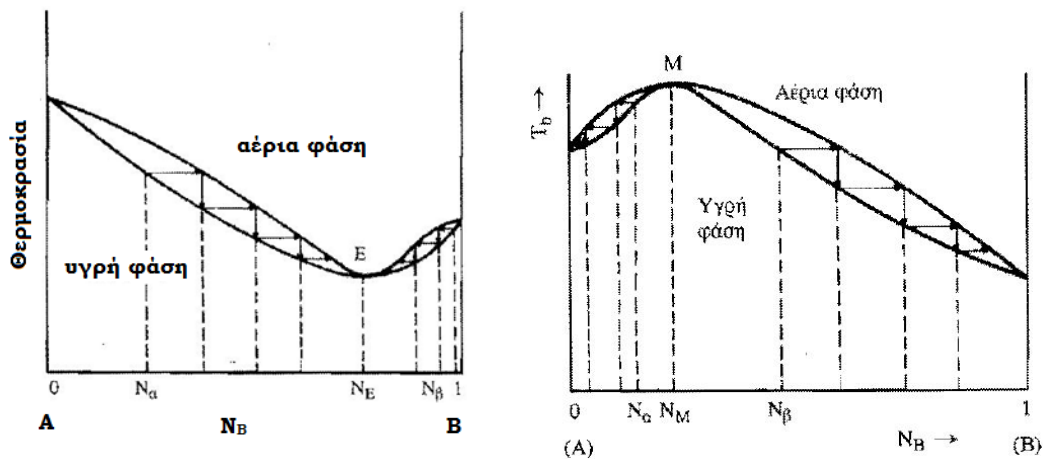 Θερμοκρασία
αέρια φάση
υγρή φάση
E
0
Nα
NE
Nβ
1
A
NB
B
M
Tb →
Αέρια φάση
Υγρή
φάση
0
Nα
NM
Nβ
1
(A)
NB →
(B)